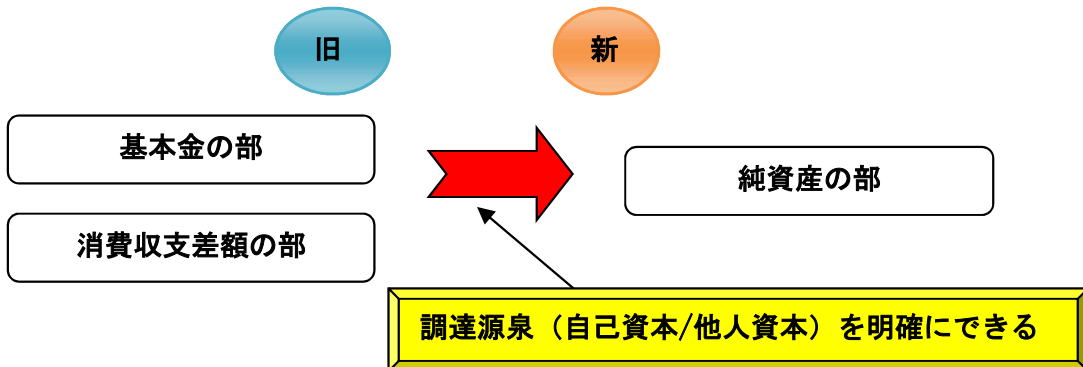 旧
新
基本金の部
純資産の部
消費収支差額の部
調達源泉（自己資本/他人資本）を明確にできる